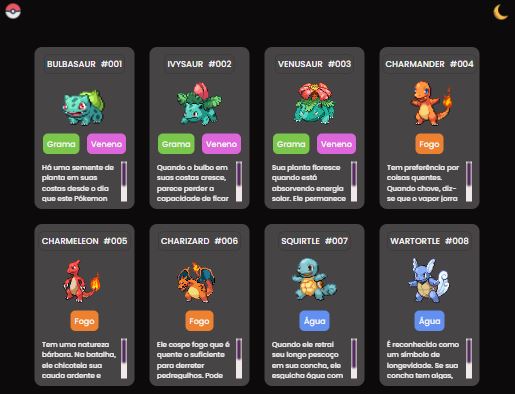 BULBASAUR #001
IVYSAUR #002
VENUSAUR #003
CHARMANDER #004
Grama Veneno
Grama Veneno
Grama Veneno
Fogo
Há uma semente de
planta em suas
costas desde o dia
que este Pókemon
Quando o bulbo em
suas costas cresce,
parece perder a
capacidade de ficar
Sua planta floresce
quando está
absorvendo energia
solar. Ele permanece
Tem preferência por
coisas quentes.
Quando chove, diz-
se que o vapor jorra
CHARMELEON #005
CHARIZARD #006
SQUIRTLE #007
WARTORTLE #008
Fogo
Fogo
Água
Água
Tem uma natureza
bárbara. Na batalha,
ele chicoteia sua
cauda ardente e
Ele cospe fogo que é
quente o suficiente
para derreter
pedregulhos. Pode
Quando ele retrai
seu longo pescoço
em sua concha, ele
esguicha água com
É reconhecido como
um símbolo de
longevidade. Se sua
concha tem algas,